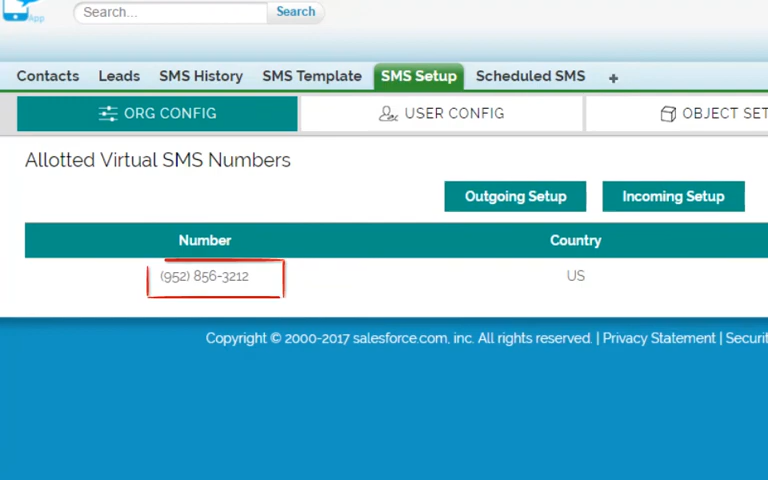 App
Search...
Search
Contacts
Leads
SMS History
SMS Template
SMS Setup
Scheduled SMS
+
ORG CONFIG
USER CONFIG
OBJECT SET
Allotted Virtual SMS Numbers
Outgoing Setup
Incoming Setup
Number
Country
(952) 856-3212
US
Copyright © 2000-2017 salesforce.com, inc. All rights reserved. | Privacy Statement | Securit